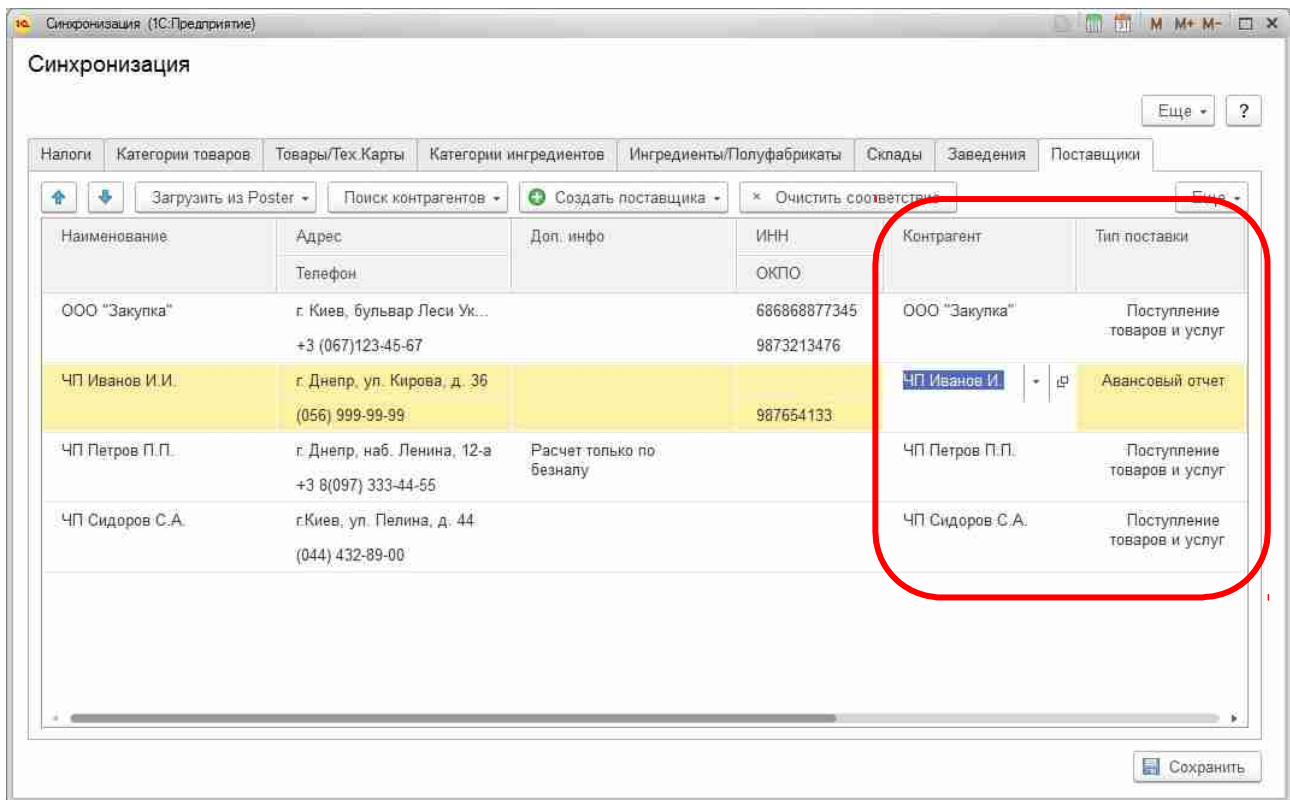 Синхронизация (1С:Предприятие)
M M+ M-
Синхронизация
Еще ?
Налоги Категории товаров Товары/Тех.Карты Категории ингредиентов Ингредиенты/Полуфабрикаты Склады Заведения Поставщики
Загрузить из Poster Поиск контрагентов Создать поставщика × Очистить соответствие Еще
Наименование Адрес Доп. инфо ИНН Контрагент Тип поставки
Телефон ОКПО
ООО "Закупка" г. Киев, бульвар Леси Ук... 686868877345 ООО "Закупка" Поступление
товаров и услуг
+3 (067)123-45-67 9873213476
ЧП Иванов И.И. г. Днепр, ул. Кирова, д. 36 ЧП Иванов И. Авансовый отчет
(056) 999-99-99 987654133
ЧП Петров П.П. г. Днепр, наб. Ленина, 12-а Расчет только по ЧП Петров П.П. Поступление
безналу товаров и услуг
+3 8(097) 333-44-55
ЧП Сидоров С.А. г.Киев, ул. Пелина, д. 44 ЧП Сидоров С.А. Поступление
товаров и услуг
(044) 432-89-00
Сохранить